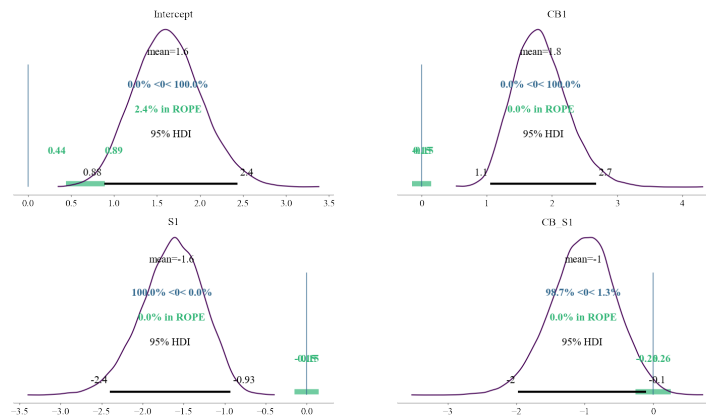 Intercept
CB1
mean=1.6
mean=1.8
0.0% <0< 100.0%
0.0% <0< 100.0%
2.4% in ROPE
0.0% in ROPE
95% HDI
95% HDI
0.44
0.89
0.88
2.4
1.1
2.7
0.0
0.5
1.0
1.5
2.0
2.5
3.0
3.5
0
1
2
3
4
S1
CB_S1
mean=-1.6
mean=-1
100.0% <0< 0.0%
98.7% <0< 1.3%
0.0% in ROPE
0.0% in ROPE
95% HDI
95% HDI
-2.4
-0.93
-2
-0.1
−3.5
−3.0
−2.5
−2.0
−1.5
−1.0
−0.5
0.0
−3
−2
−1
0